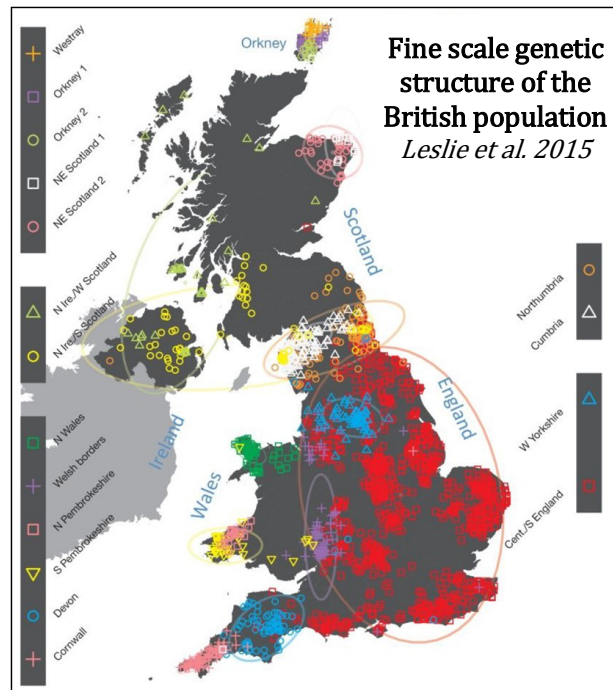 Fine scale genetic
structure of the
British population
Leslie et al. 2015
Orkney
Scotland
England
Ireland
Wales
Westray
Orkney 1
Orkney 2
NE Scotland 1
NE Scotland 2
N Ire./W Scotland
N Ire./S Scotland
N Wales
Welsh borders
N Pembrokeshire
S Pembrokeshire
Devon
Cornwall
Northumbria
Cumbria
W Yorkshire
Cent./S England